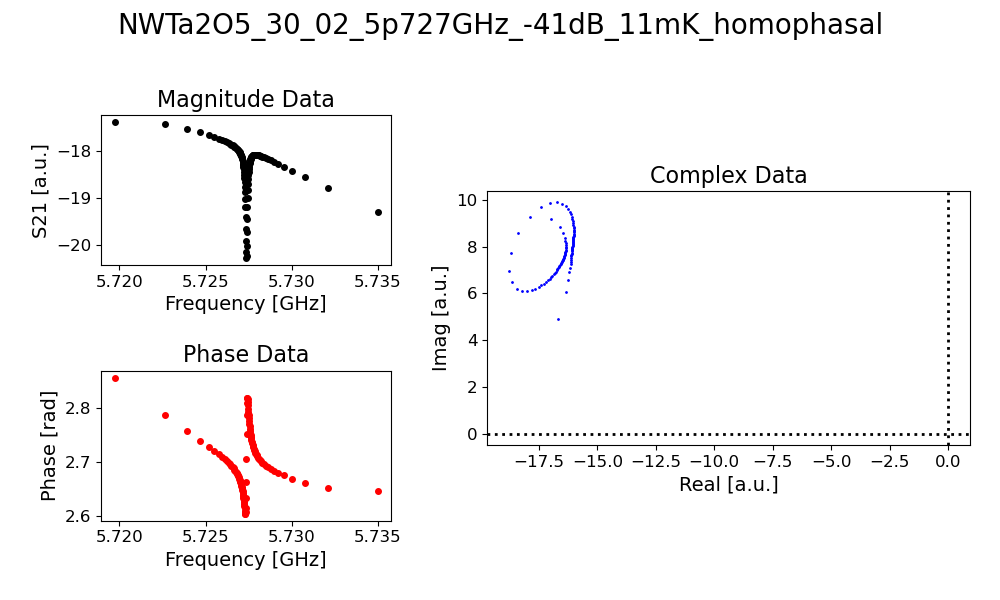 NWTa2O5_30_02_5p727GHz_-41dB_11mK_homophasal
Magnitude Data
S21 [a.u.]
−18
−19
−20
5.720 5.725 5.730 5.735
Frequency [GHz]
Phase Data
Phase [rad]
2.8
2.7
2.6
5.720 5.725 5.730 5.735
Frequency [GHz]
Complex Data
Imag [a.u.]
10
8
6
4
2
0
−17.5 −15.0 −12.5 −10.0 −7.5 −5.0 −2.5 0.0
Real [a.u.]